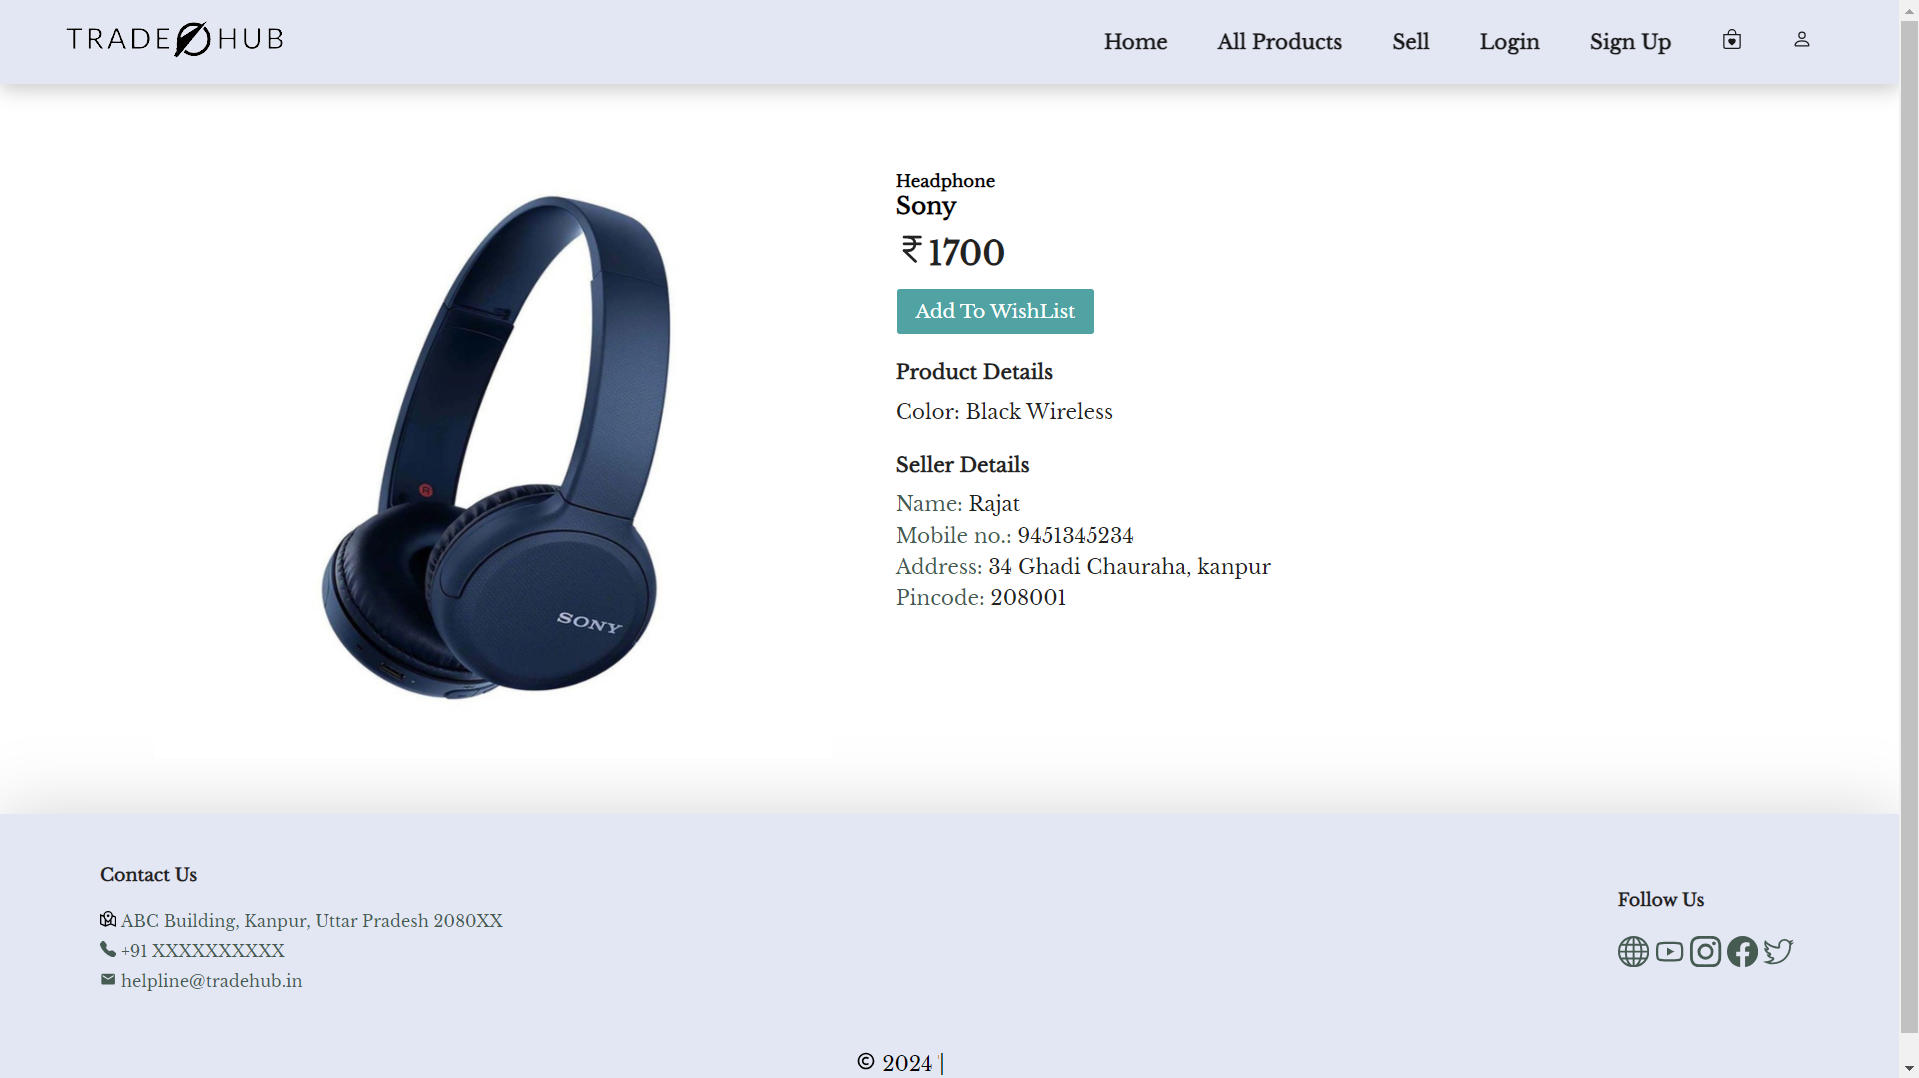 TRADE HUB
Home All Products Sell Login Sign Up
Headphone
Sony
₹1700
Add To WishList
Product Details
Color: Black Wireless
Seller Details
Name: Rajat
Mobile no.: 9451345234
Address: 34 Ghadi Chauraha, kanpur
Pincode: 208001
R
SONY
Contact Us
ABC Building, Kanpur, Uttar Pradesh 2080XX
+91 XXXXXXXXXX
helpline@tradehub.in
Follow Us
© 2024